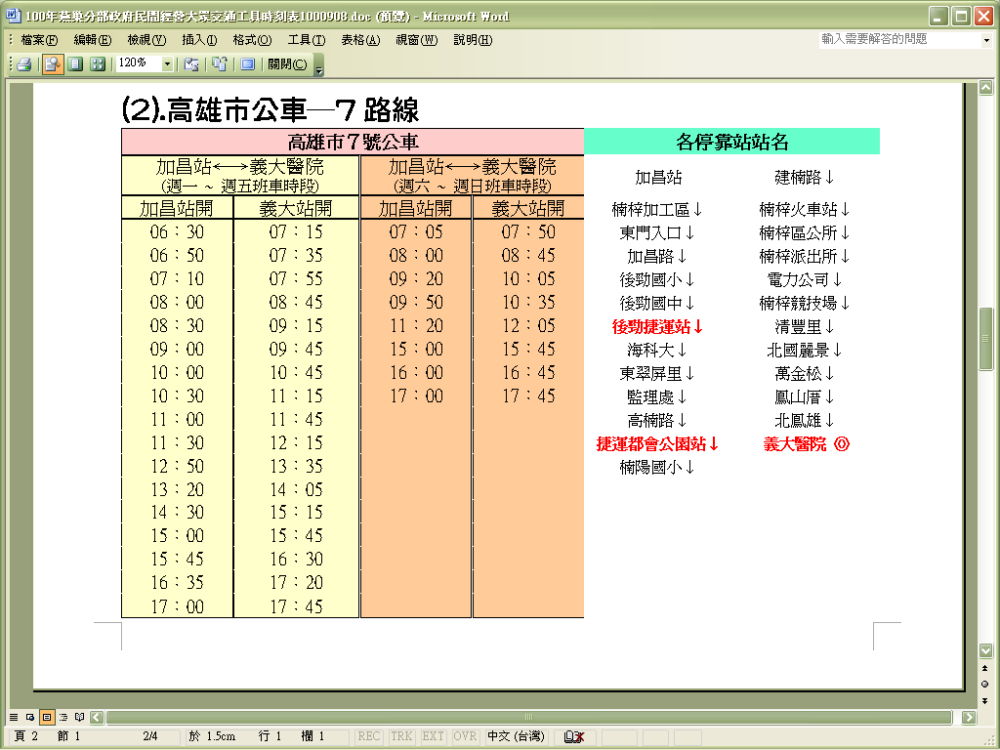 100年燕巢分部政府民間經營大眾交通工具時刻表1000908.doc (預覽) - Microsoft Word
檔案(F) 編輯(E) 檢視(V) 插入(I) 格式(O) 工具(T) 表格(A) 視窗(W) 說明(H) 輸入需要解答的問題
120% 關閉(C)
(2).高雄市公車─7 路線
高雄市７號公車 各停靠站站名
加昌站←→義大醫院 加昌站←→義大醫院
(週一 ~ 週五班車時段) (週六 ~ 週日班車時段) 加昌站 建楠路↓
加昌站開 義大站開 加昌站開 義大站開 楠梓加工區↓ 楠梓火車站↓
06：30 07：15 07：05 07：50 東門入口↓ 楠梓區公所↓
06：50 07：35 08：00 08：45 加昌路↓ 楠梓派出所↓
07：10 07：55 09：20 10：05 後勁國小↓ 電力公司↓
08：00 08：45 09：50 10：35 後勁國中↓ 楠梓競技場↓
08：30 09：15 11：20 12：05 後勁捷運站↓ 清豐里↓
09：00 09：45 15：00 15：45 海科大↓ 北國麗景↓
10：00 10：45 16：00 16：45 東翠屏里↓ 萬金松↓
10：30 11：15 17：00 17：45 監理處↓ 鳳山厝↓
11：00 11：45 高楠路↓ 北鳳雄↓
11：30 12：15 捷運都會公園站↓ 義大醫院 ◎
12：50 13：35 楠陽國小↓
13：20 14：05
14：30 15：15
15：00 15：45
15：45 16：30
16：35 17：20
17：00 17：45
頁 2 節 1 2/4 於 1.5cm 行 1 欄 1 REC TRK EXT OVR 中文 (台灣)